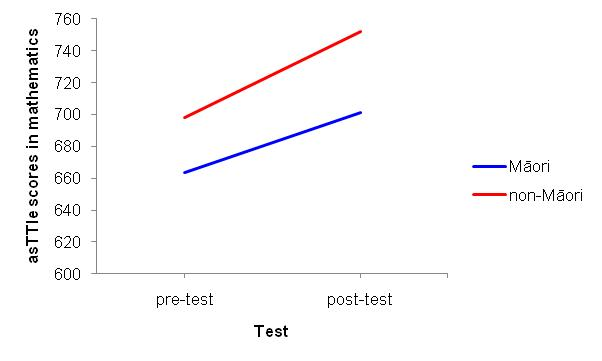 asTTle scores in mathematics
760
740
720
700
680
660
640
620
600
pre-test
post-test
Test
Māori
non-Māori